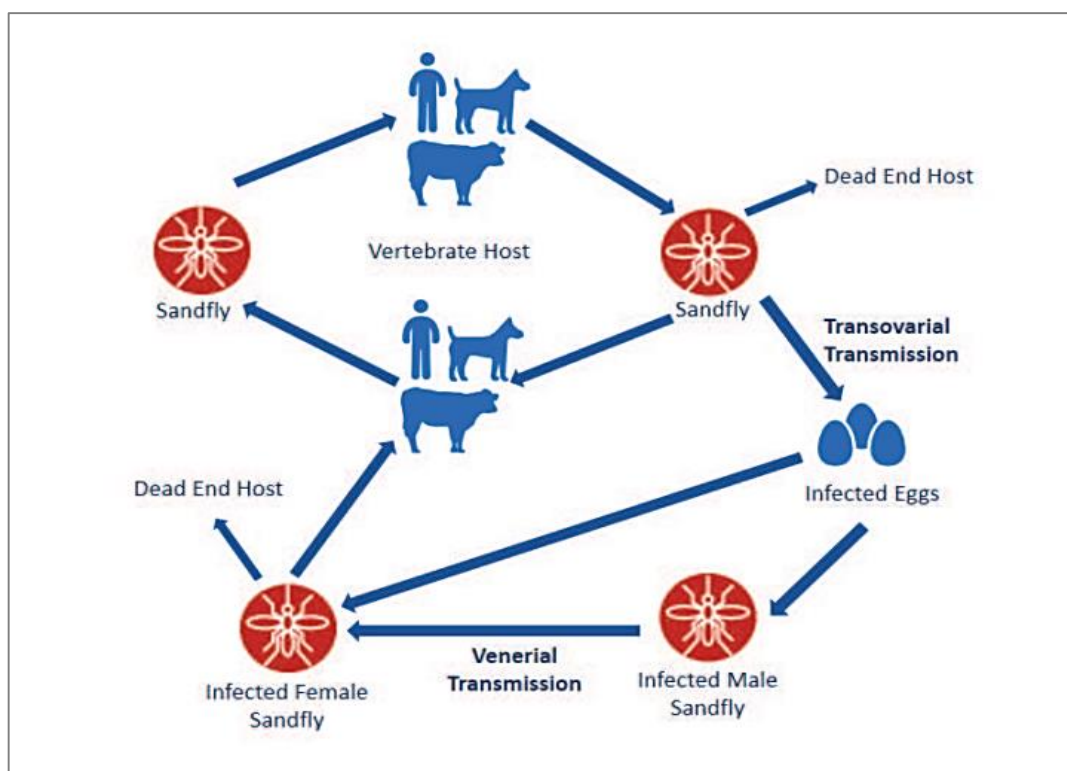 Dead End Host
Vertebrate Host
Sandfly
Sandfly
Transovarial
Transmission
Dead End Host
Infected Eggs
Venerial
Transmission
Infected Female
Sandfly
Infected Male
Sandfly